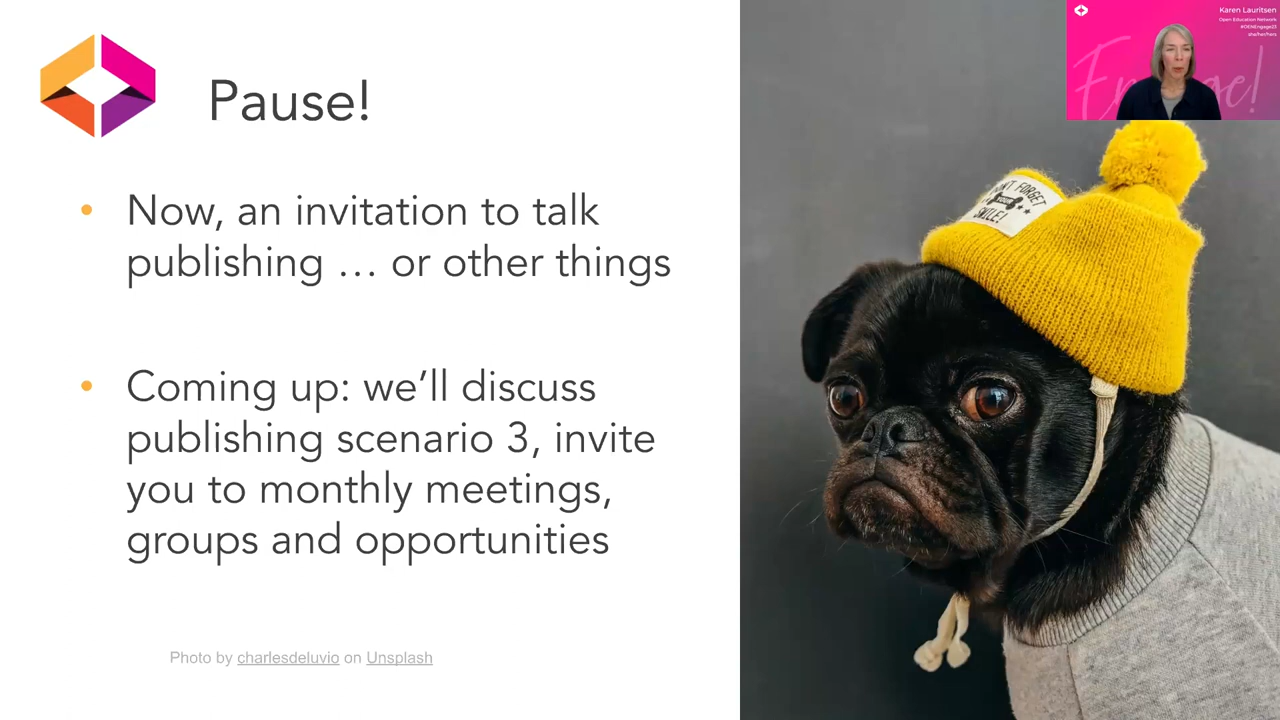 Pause!
• Now, an invitation to talk
publishing … or other things
• Coming up: we’ll discuss
publishing scenario 3, invite
you to monthly meetings,
groups and opportunities
Photo by charlesdeluvio on Unsplash
Karen Lauritsen
Open Education Network
#OENEngage23
she/her/hers
Engage!
DON'T FORGET
YOUR
SMILE!